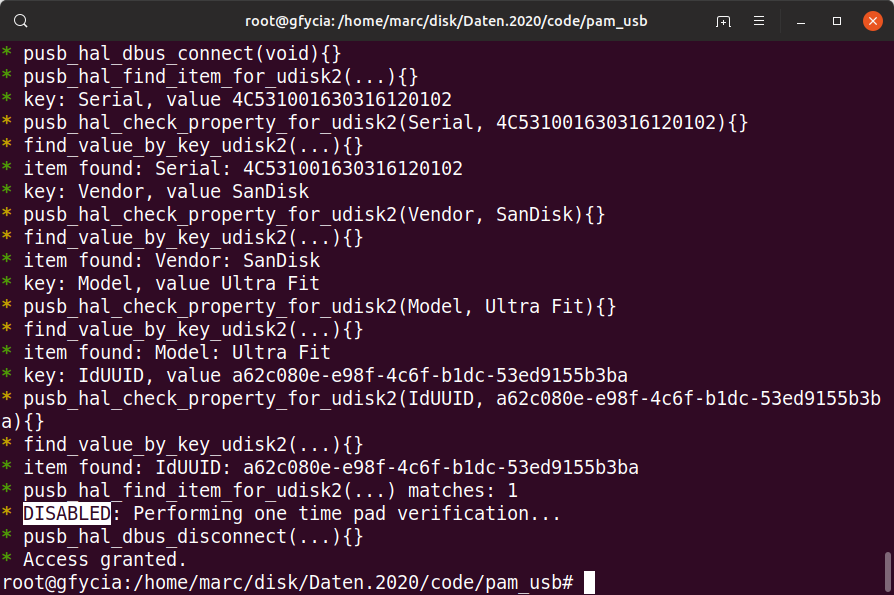 root@gfycia: /home/marc/disk/Daten.2020/code/pam_usb
* pusb_hal_dbus_connect(void){}
* pusb_hal_find_item_for_udisk2(...){}
* key: Serial, value 4C531001630316120102
* pusb_hal_check_property_for_udisk2(Serial, 4C531001630316120102){}
* find_value_by_key_udisk2(...){}
* item found: Serial: 4C531001630316120102
* key: Vendor, value SanDisk
* pusb_hal_check_property_for_udisk2(Vendor, SanDisk){}
* find_value_by_key_udisk2(...){}
* item found: Vendor: SanDisk
* key: Model, value Ultra Fit
* pusb_hal_check_property_for_udisk2(Model, Ultra Fit){}
* find_value_by_key_udisk2(...){}
* item found: Model: Ultra Fit
* key: IdUUID, value a62c080e-e98f-4c6f-b1dc-53ed9155b3ba
* pusb_hal_check_property_for_udisk2(IdUUID, a62c080e-e98f-4c6f-b1dc-53ed9155b3b
a){}
* find_value_by_key_udisk2(...){}
* item found: IdUUID: a62c080e-e98f-4c6f-b1dc-53ed9155b3ba
* pusb_hal_find_item_for_udisk2(...) matches: 1
* DISABLED: Performing one time pad verification...
* pusb_hal_dbus_disconnect(...){}
* Access granted.
root@gfycia:/home/marc/disk/Daten.2020/code/pam_usb#